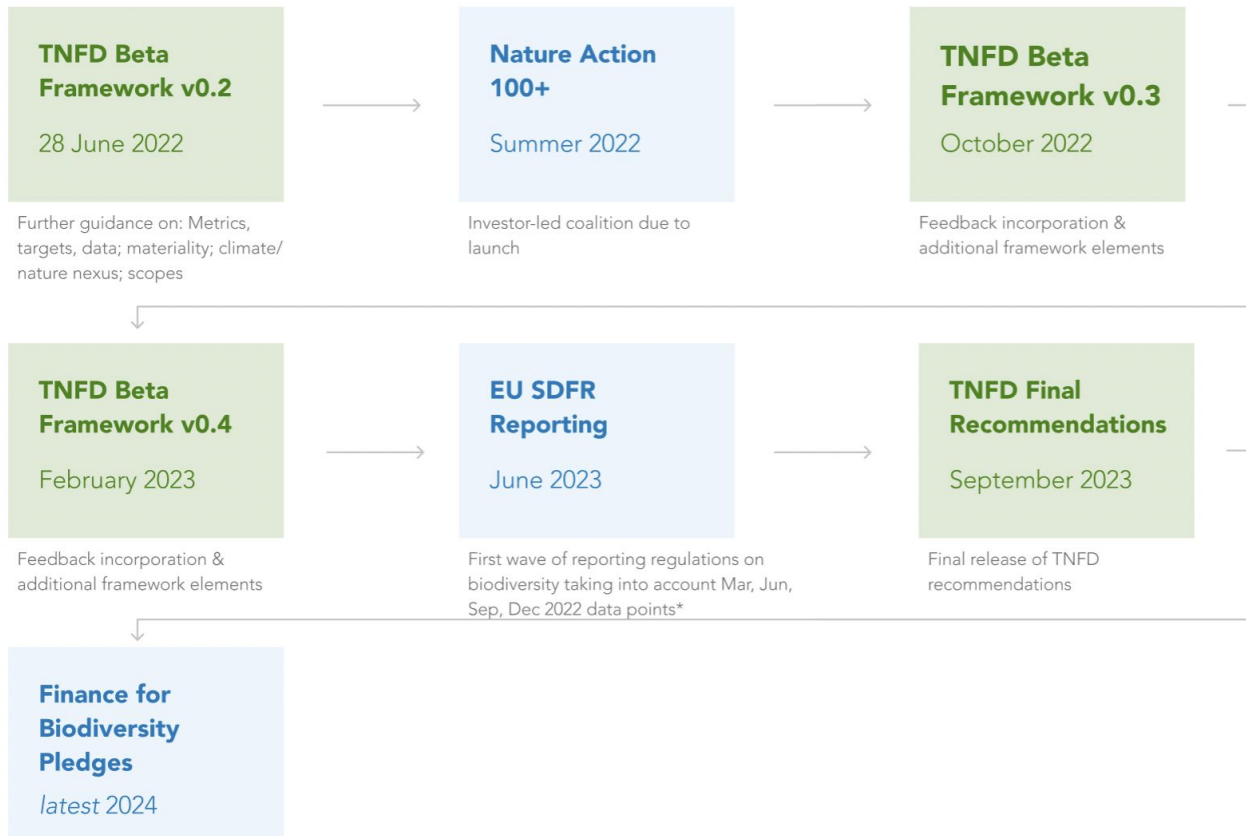 TNFD Beta
Framework v0.2
28 June 2022
Further guidance on: Metrics,
targets, data; materiality; climate/
nature nexus; scopes
Nature Action
100+
Summer 2022
Investor-led coalition due to
launch
TNFD Beta
Framework v0.3
October 2022
Feedback incorporation &
additional framework elements
TNFD Beta
Framework v0.4
February 2023
Feedback incorporation &
additional framework elements
EU SDFR
Reporting
June 2023
First wave of reporting regulations on
biodiversity taking into account Mar, Jun,
Sep, Dec 2022 data points*
TNFD Final
Recommendations
September 2023
Final release of TNFD
recommendations
Finance for
Biodiversity
Pledges
latest 2024